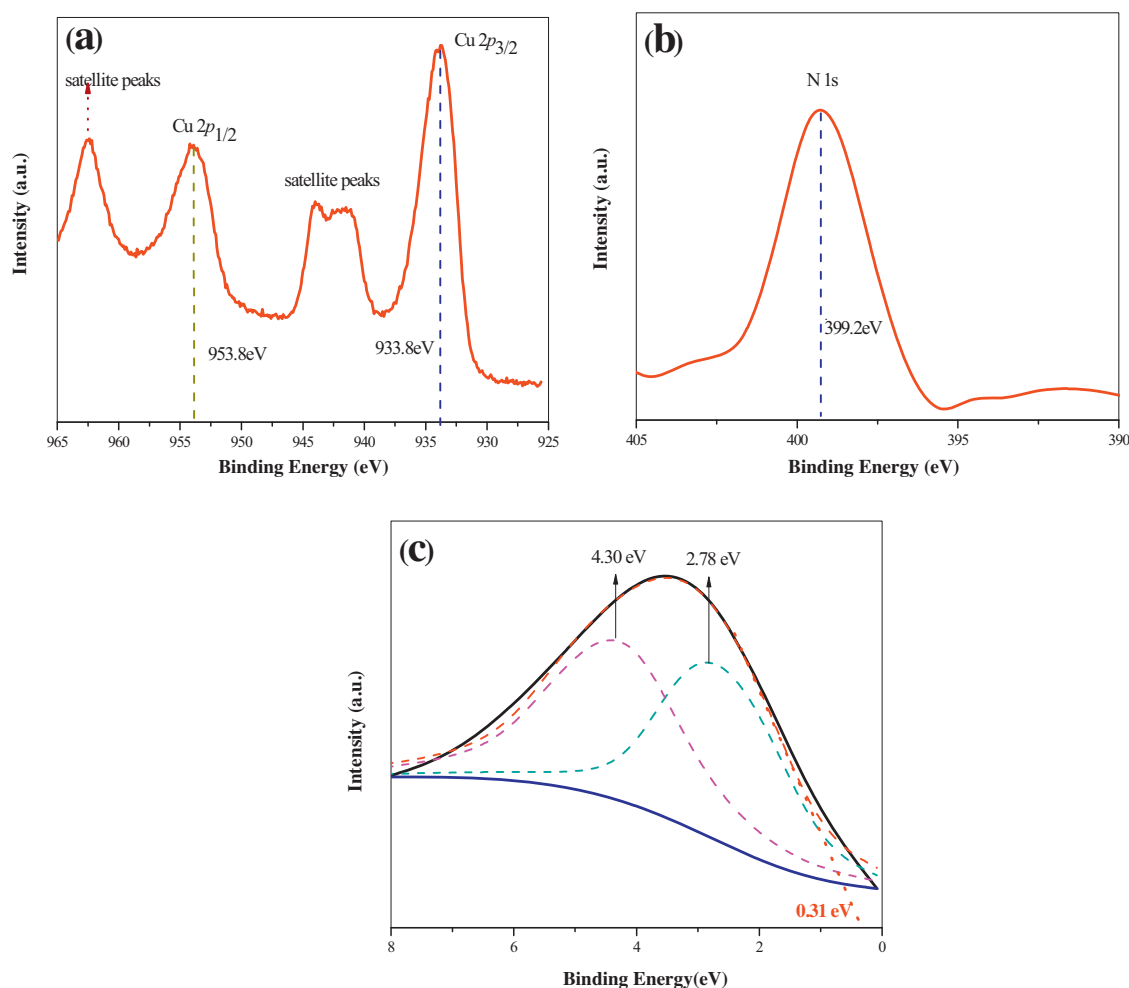 (a)
Cu 2p3/2
satellite peaks
Cu 2p1/2
satellite peaks
953.8eV
933.8eV
Intensity (a.u.)
965 960 955 950 945 940 935 930 925
Binding Energy (eV)
(b)
N 1s
399.2eV
Intensity (a.u.)
405 400 395 390
Binding Energy (eV)
(c)
4.30 eV
2.78 eV
Intensity (a.u.)
0.31 eV
8 6 4 2 0
Binding Energy(eV)